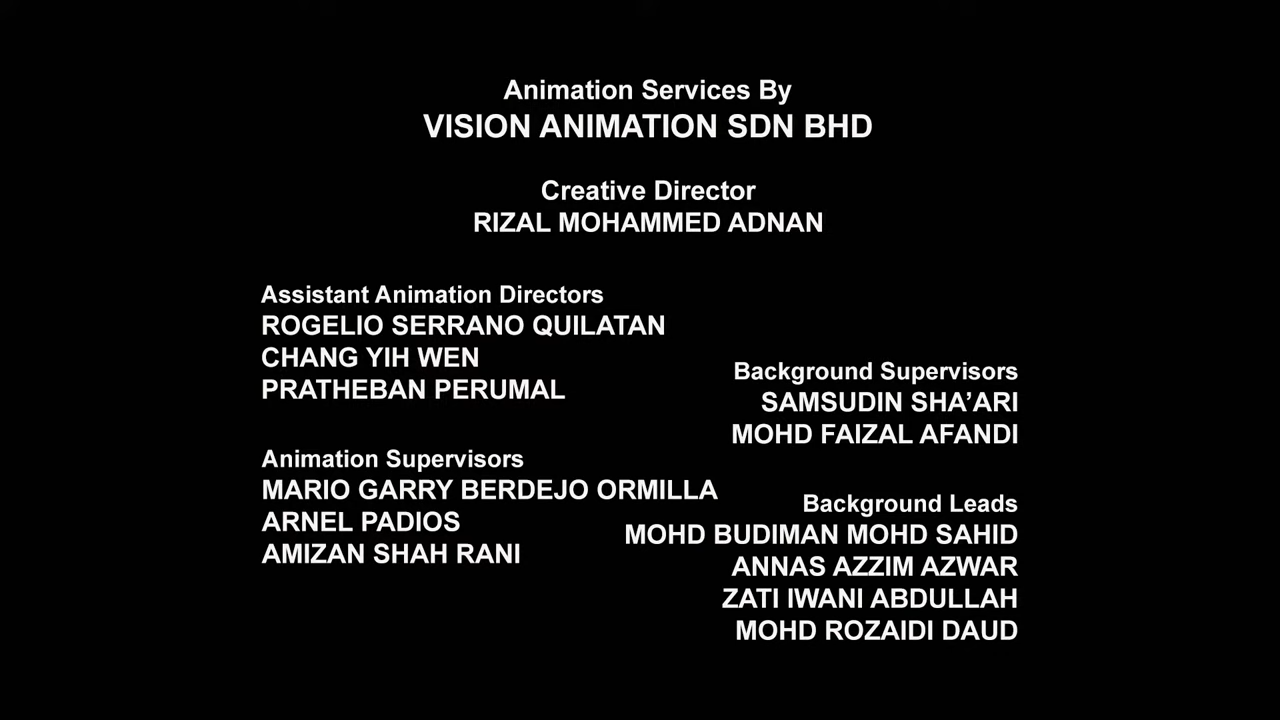 Animation Services By
VISION ANIMATION SDN BHD
Creative Director
RIZAL MOHAMMED ADNAN
Assistant Animation Directors
ROGELIO SERRANO QUILATAN
CHANG YIH WEN
PRATHEBAN PERUMAL
Animation Supervisors
MARIO GARRY BERDEJO ORMILLA
ARNEL PADIOS
AMIZAN SHAH RANI
Background Supervisors
SAMSUDIN SHA’ARI
MOHD FAIZAL AFANDI
Background Leads
MOHD BUDIMAN MOHD SAHID
ANNAS AZZIM AZWAR
ZATI IWANI ABDULLAH
MOHD ROZAIDI DAUD